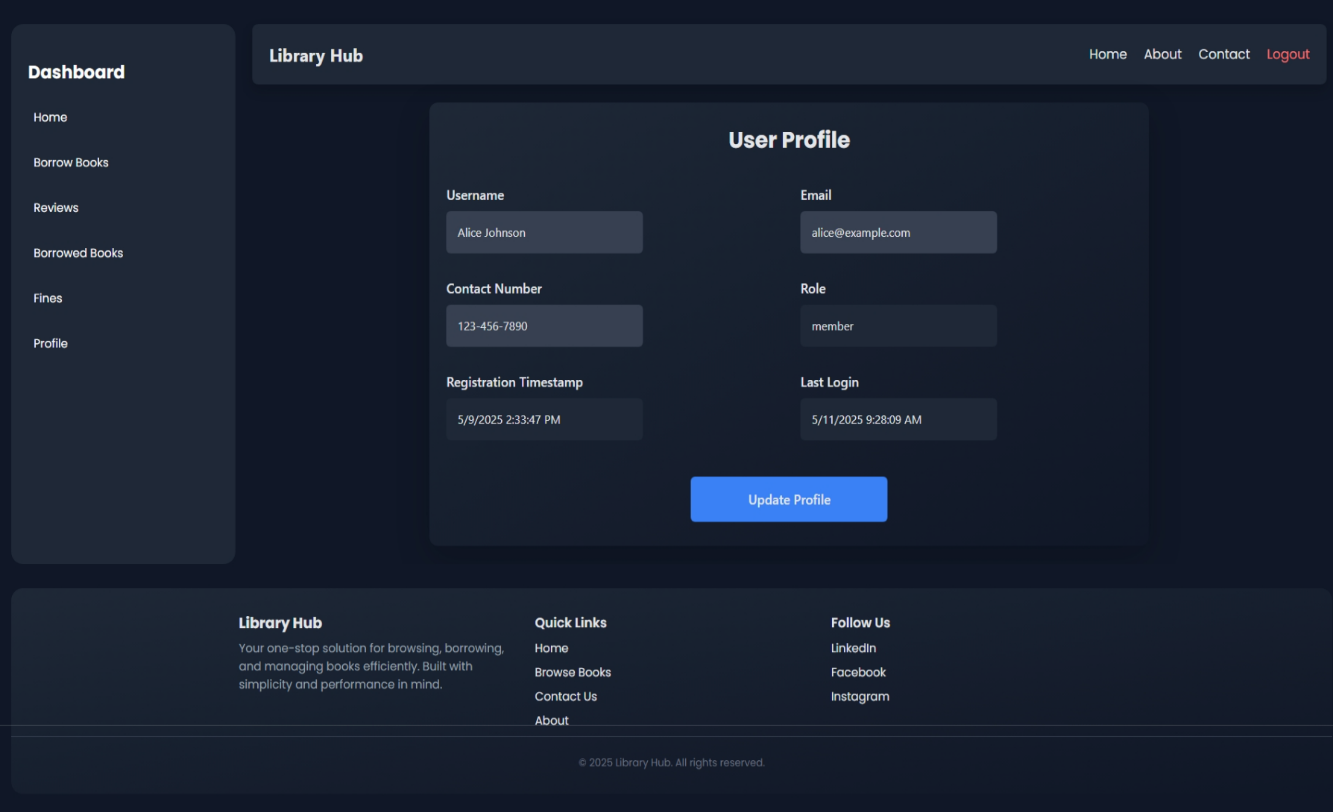 Dashboard
Home
Borrow Books
Reviews
Borrowed Books
Fines
Profile
Library Hub
Home About Contact Logout
User Profile
Username
Alice Johnson
Email
alice@example.com
Contact Number
123-456-7890
Role
member
Registration Timestamp
5/9/2025 2:33:47 PM
Last Login
5/11/2025 9:28:09 AM
Update Profile
Library Hub
Your one-stop solution for browsing, borrowing,
and managing books efficiently. Built with
simplicity and performance in mind.
Quick Links
Home
Browse Books
Contact Us
About
Follow Us
LinkedIn
Facebook
Instagram
© 2025 Library Hub. All rights reserved.